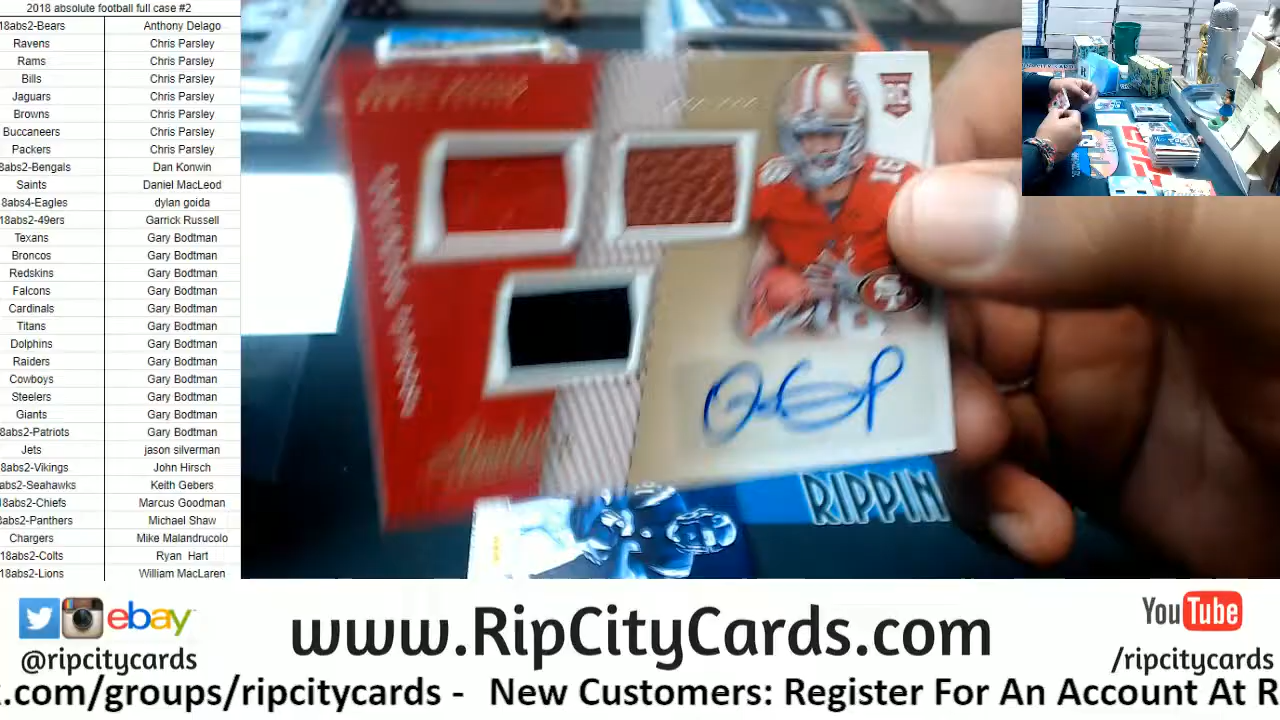 2018 absolute football full case #2
18abs2-Bears Anthony Delago
Ravens Chris Parsley
Rams Chris Parsley
Bills Chris Parsley
Jaguars Chris Parsley
Browns Chris Parsley
Buccaneers Chris Parsley
Packers Chris Parsley
8abs2-Bengals Dan Konwin
Saints Daniel MacLeod
8abs4-Eagles dylan goida
18abs2-49ers Garrick Russell
Texans Gary Bodtman
Broncos Gary Bodtman
Redskins Gary Bodtman
Falcons Gary Bodtman
Cardinals Gary Bodtman
Titans Gary Bodtman
Dolphins Gary Bodtman
Raiders Gary Bodtman
Cowboys Gary Bodtman
Steelers Gary Bodtman
Giants Gary Bodtman
8abs2-Patriots Gary Bodtman
Jets jason silverman
8abs2-Vikings John Hirsch
abs2-Seahawks Keith Gebers
18abs2-Chiefs Marcus Goodman
abs2-Panthers Michael Shaw
Chargers Mike Malandrucolo
18abs2-Colts Ryan Hart
18abs2-Lions William MacLaren
RC
Absolute
RIPPIN
ebay
@ripcitycards
www.RipCityCards.com
YouTube
/ripcitycards
.com/groups/ripcitycards - New Customers: Register For An Account At R